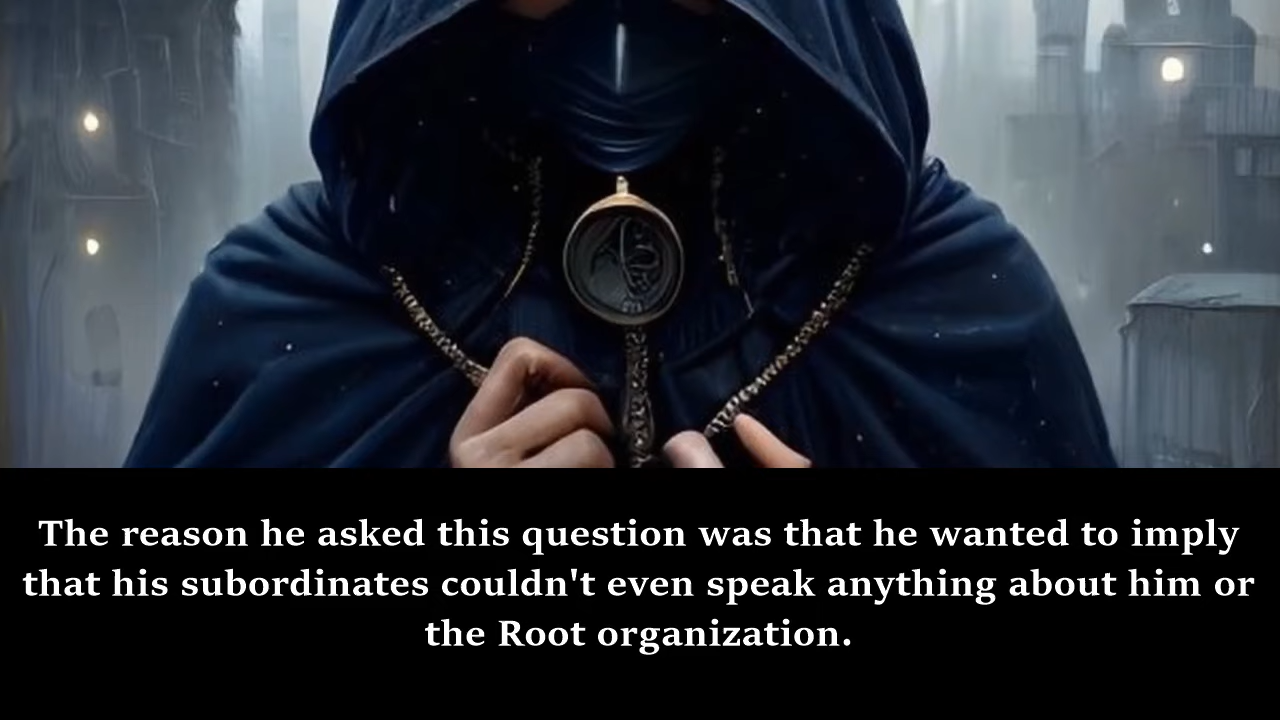 The reason he asked this question was that he wanted to imply
that his subordinates couldn't even speak anything about him or
the Root organization.